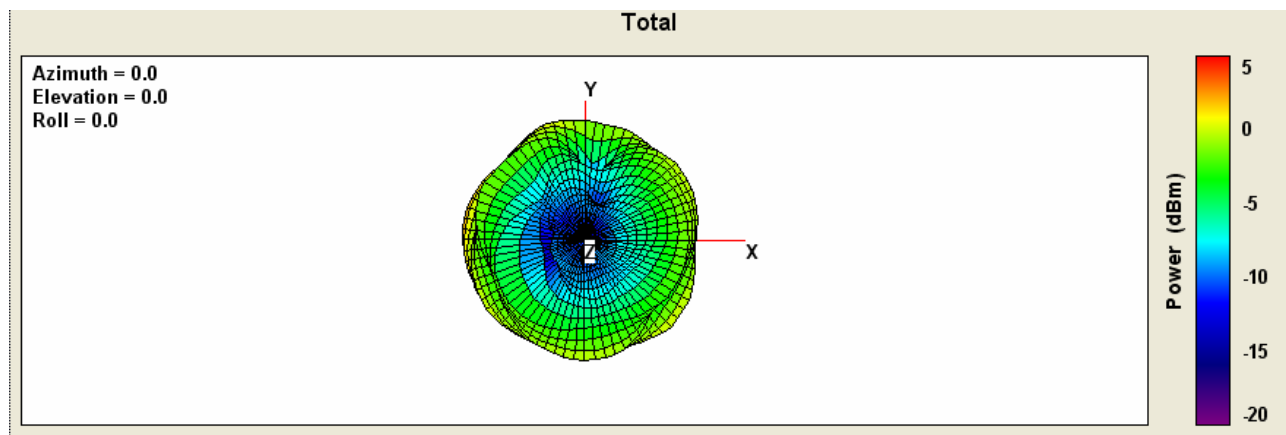 Total
Azimuth = 0.0
Elevation = 0.0
Roll = 0.0
Y
Z
X
Power (dBm)
5
0
-5
-10
-15
-20